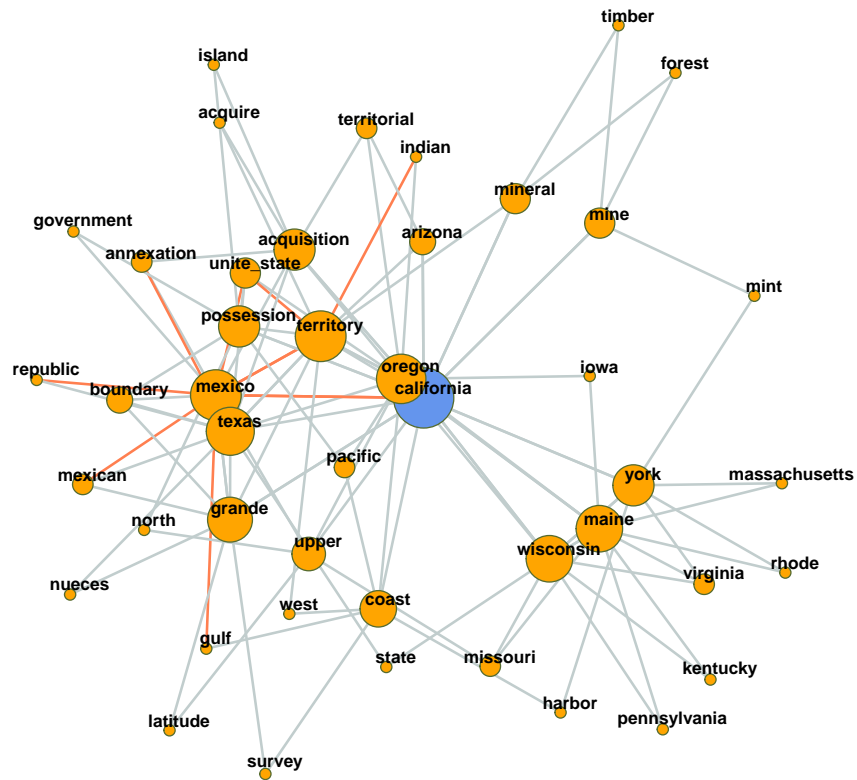 timber
island
forest
acquire
territorial
indian
mineral
mine
government
acquisition
arizona
annexation
unite_state
mint
possession
territory
republic
oregon
iowa
boundary
mexico
california
texas
pacific
mexican
york
massachusetts
grande
north
maine
upper
wisconsin
nueces
virginia
rhode
west
coast
gulf
state
missouri
kentucky
harbor
pennsylvania
latitude
survey